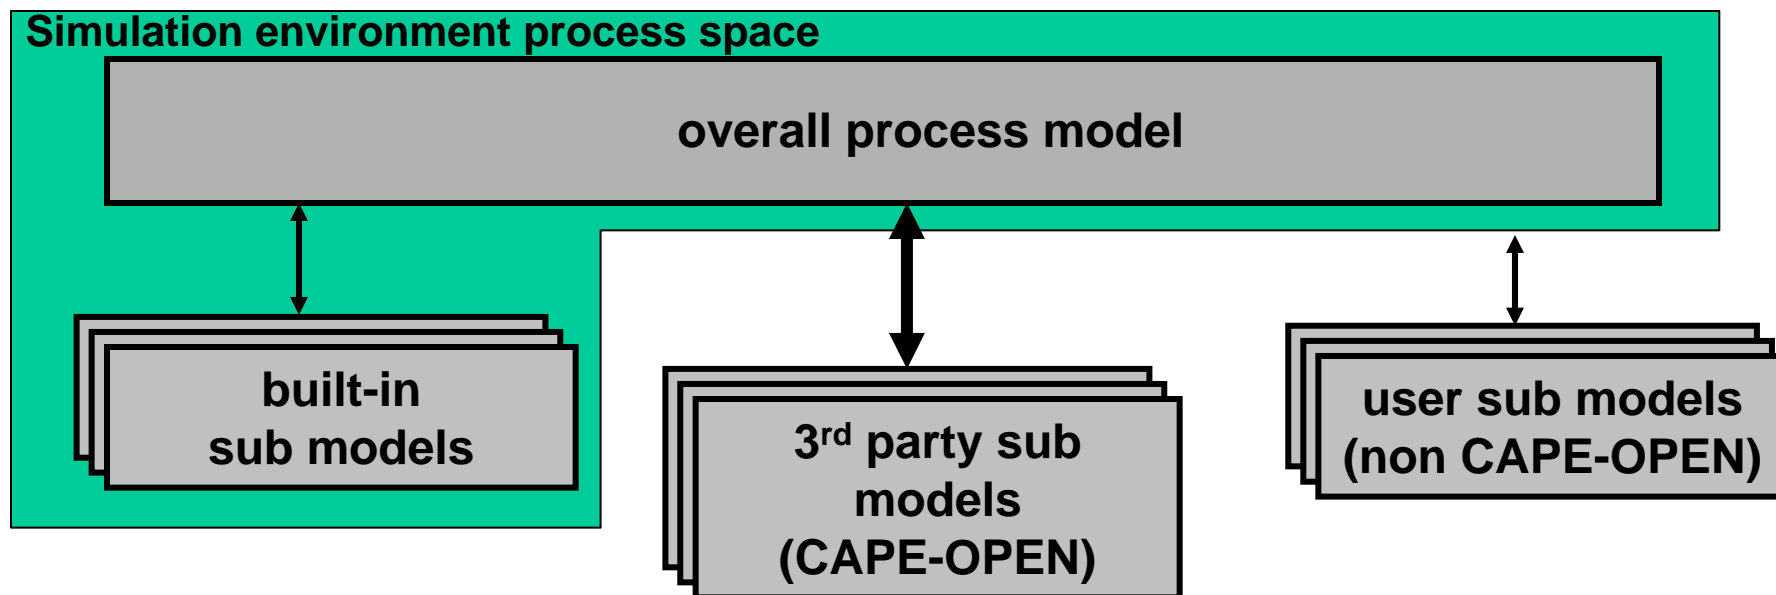 Simulation environment process space
overall process model
built-in
sub models
3rd party sub
models
(CAPE-OPEN)
user sub models
(non CAPE-OPEN)